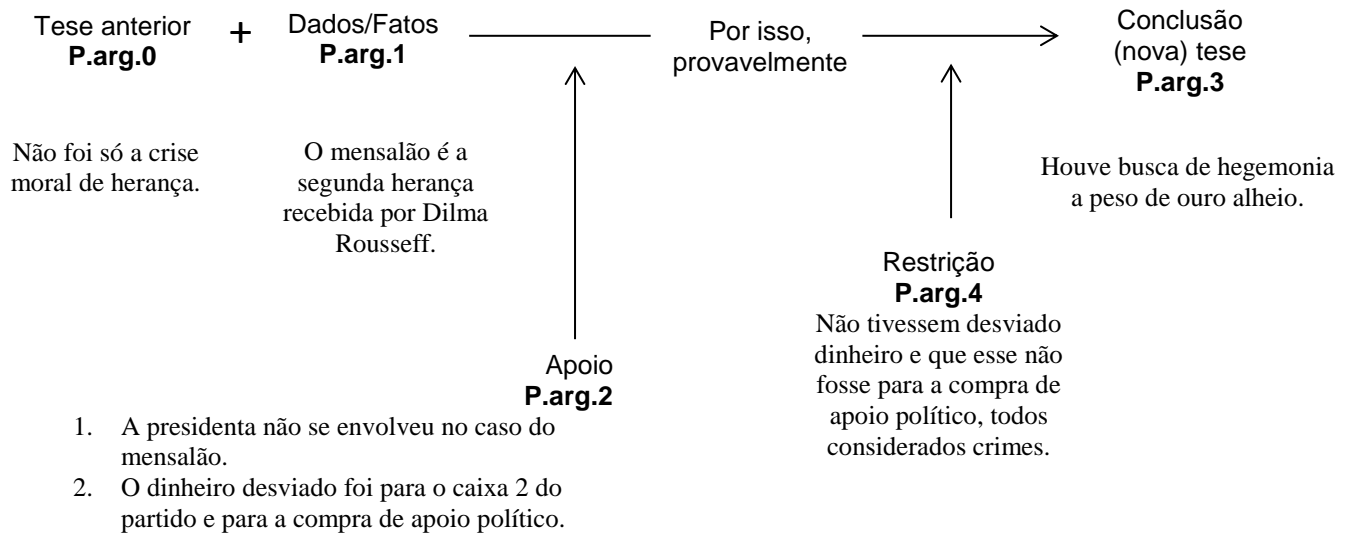 Tese anterior
P.arg.0
+
Dados/Fatos
P.arg.1
Por isso,
provavelmente
Conclusão
(nova) tese
P.arg.3
Não foi só a crise
moral de herança.
O mensalão é a
segunda herança
recebida por Dilma
Rousseff.
Houve busca de hegemonia
a peso de ouro alheio.
Restrição
P.arg.4
Não tivessem desviado
dinheiro e que esse não
fosse para a compra de
apoio político, todos
considerados crimes.
Apoio
P.arg.2
1. A presidenta não se envolveu no caso do
mensalão.
2. O dinheiro desviado foi para o caixa 2 do
partido e para a compra de apoio político.